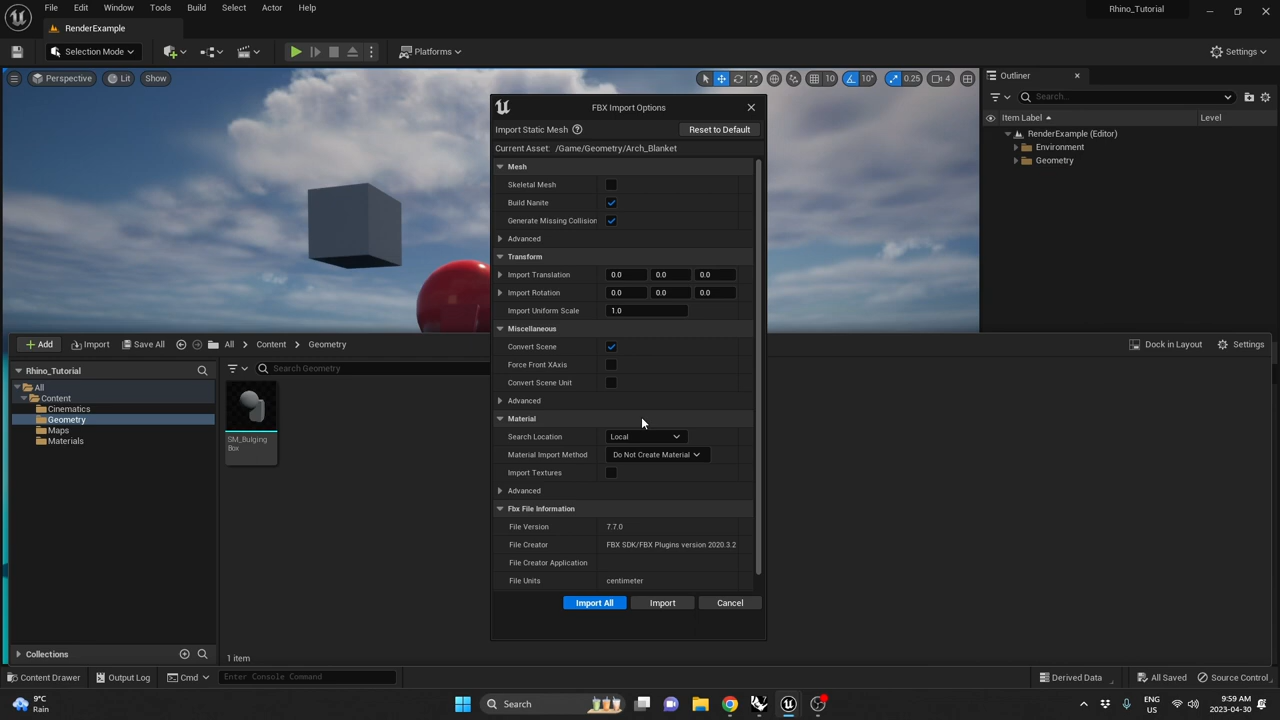 File Edit Window Tools Build Select Actor Help
Rhino_Tutorial
RenderExample
Selection Mode
Platforms
Settings
Perspective Lit Show
10 10° 0.25 4
Outliner
Search...
Item Label Level
RenderExample (Editor)
Environment
Geometry
FBX Import Options
Import Static Mesh Reset to Default
Current Asset: /Game/Geometry/Arch_Blanket
Mesh
Skeletal Mesh
Build Nanite
Generate Missing Collision
Advanced
Transform
Import Translation 0.0 0.0 0.0
Import Rotation 0.0 0.0 0.0
Import Uniform Scale 1.0
Miscellaneous
Convert Scene
Force Front XAxis
Convert Scene Unit
Advanced
Material
Search Location Local
Material Import Method Do Not Create Material
Import Textures
Advanced
Fbx File Information
File Version 7.7.0
File Creator FBX SDK/FBX Plugins version 2020.3.2
File Creator Application
File Units centimeter
Import All Import Cancel
Add Import Save All All Content Geometry
Dock in Layout Settings
Rhino_Tutorial
Search Geometry
All
Content
Cinematics
Geometry
Maps
Materials
SM_Bulging
Box
Collections
1 item
Content Drawer Output Log Cmd Enter Console Command
Derived Data All Saved Source Control
9°C
Rain
Search
ENG
US
9:59 AM
2023-04-30